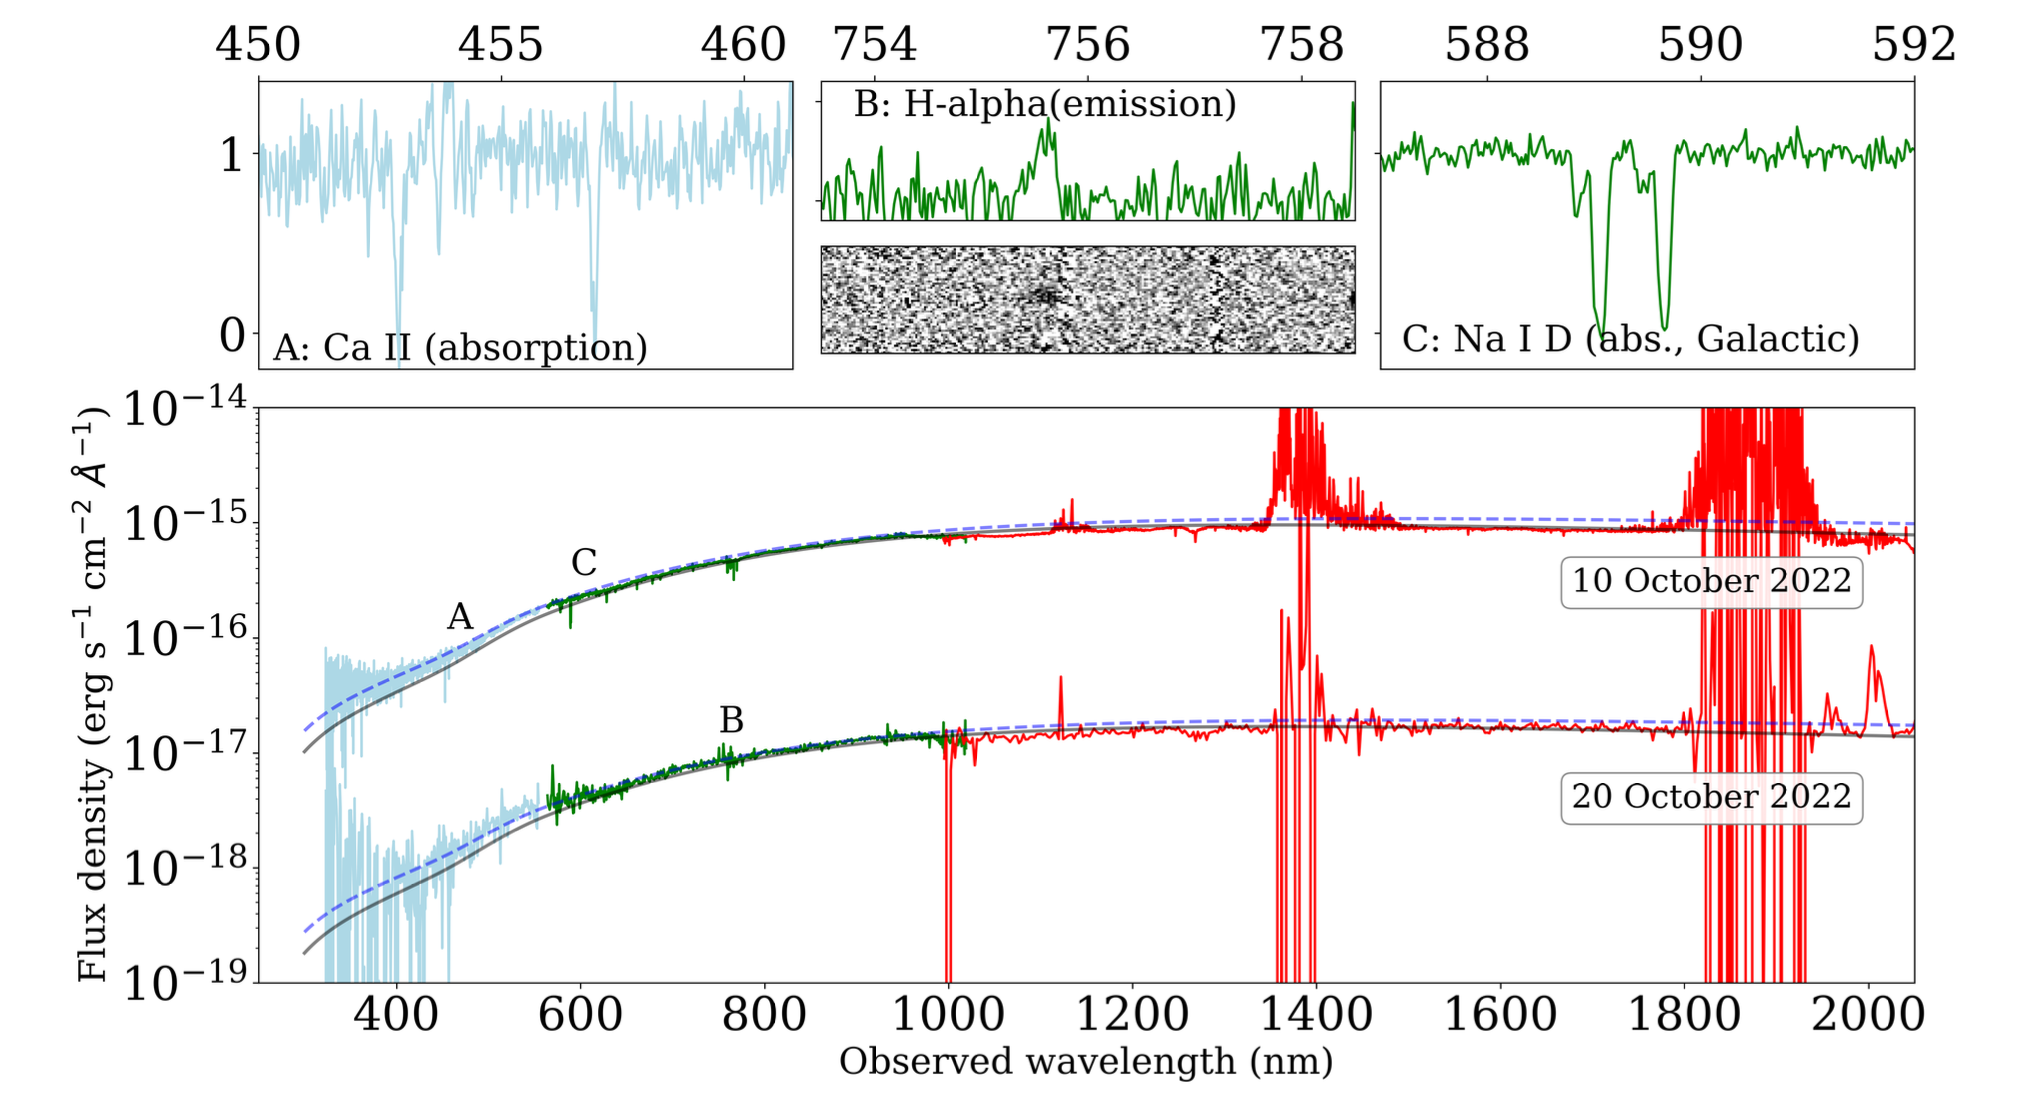 450 455 460 754 756 758 588 590 592
B: H-alpha(emission)
1
0
A: Ca II (absorption)
C: Na I D (abs., Galactic)
10⁻¹⁴
10⁻¹⁵
10⁻¹⁶
10⁻¹⁷
10⁻¹⁸
10⁻¹⁹
Flux density (erg s⁻¹ cm⁻² Å⁻¹)
C
A
10 October 2022
B
20 October 2022
400 600 800 1000 1200 1400 1600 1800 2000
Observed wavelength (nm)